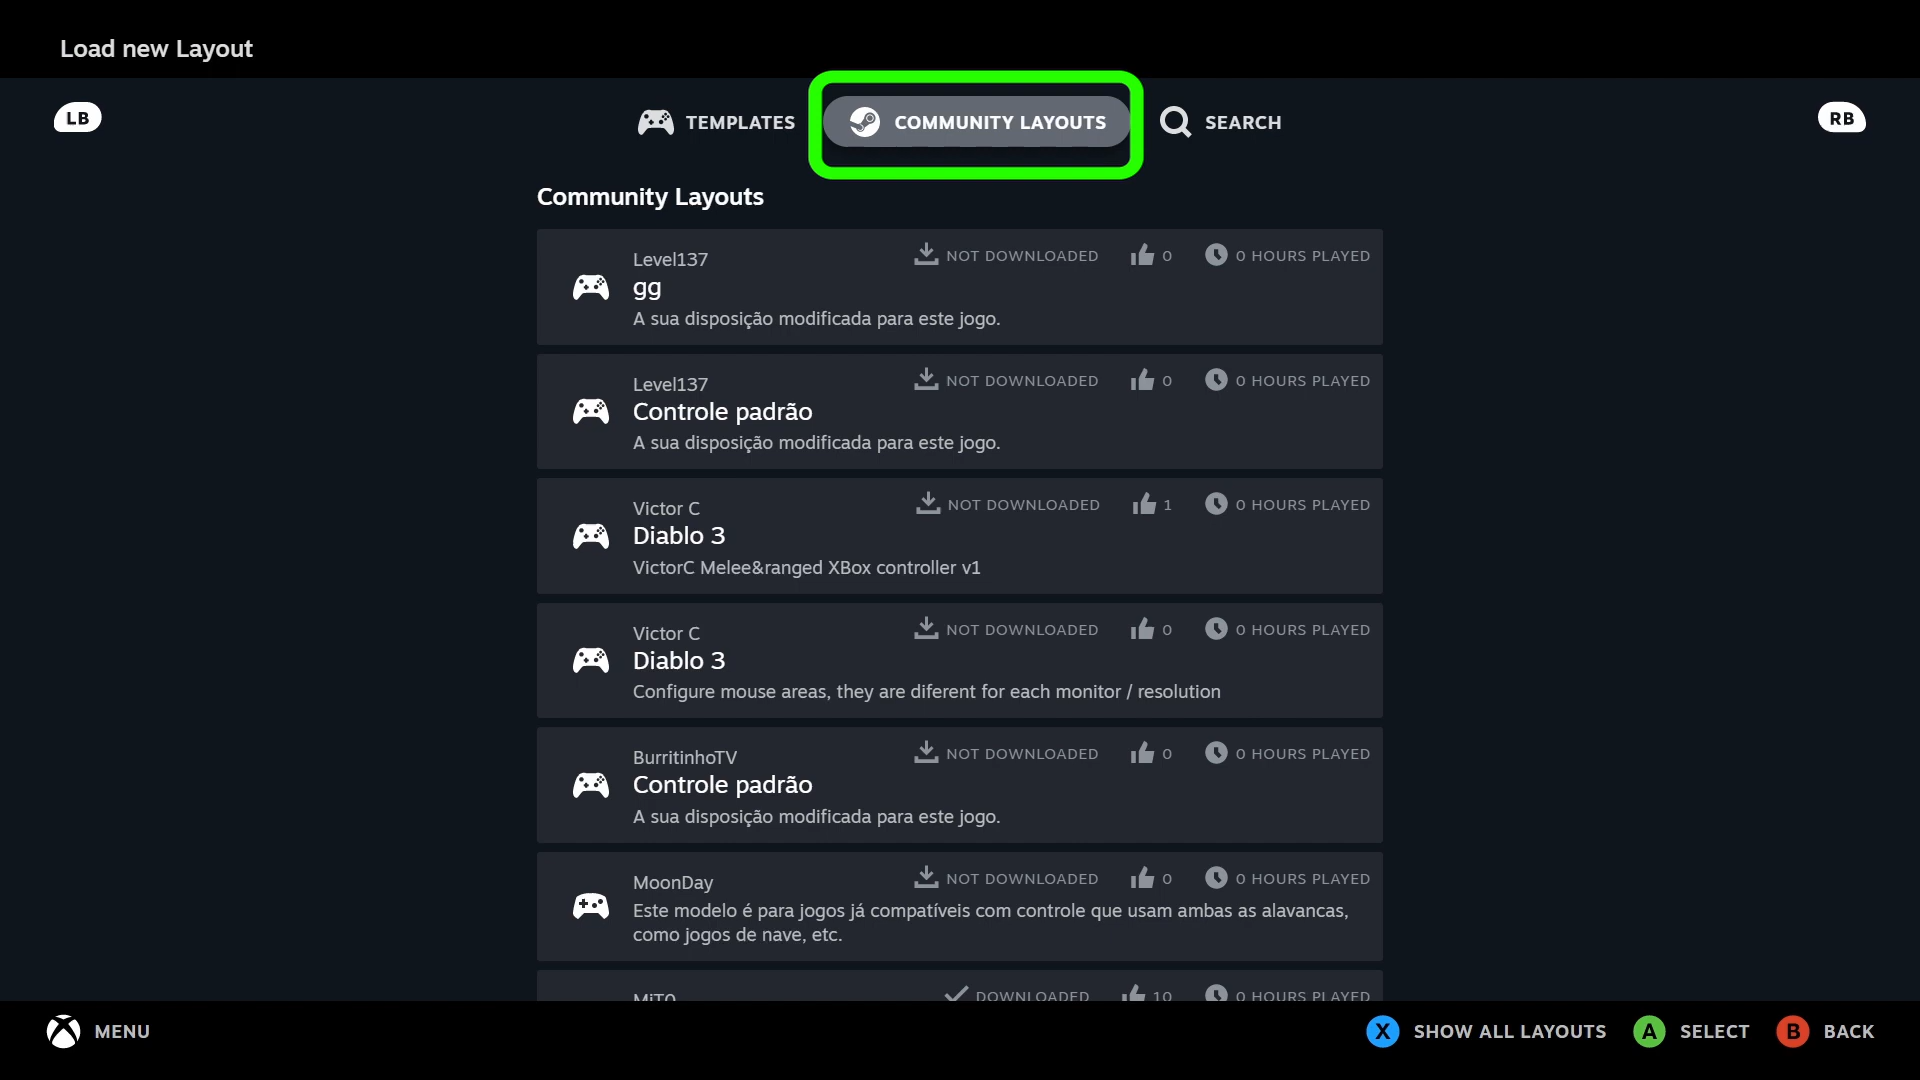 Load new Layout
LB
TEMPLATES
COMMUNITY LAYOUTS
SEARCH
RB
Community Layouts
Level137
NOT DOWNLOADED 0 0 HOURS PLAYED
gg
A sua disposição modificada para este jogo.
Level137
NOT DOWNLOADED 0 0 HOURS PLAYED
Controle padrão
A sua disposição modificada para este jogo.
Victor C
NOT DOWNLOADED 1 0 HOURS PLAYED
Diablo 3
VictorC Melee&ranged XBox controller v1
Victor C
NOT DOWNLOADED 0 0 HOURS PLAYED
Diablo 3
Configure mouse areas, they are diferent for each monitor / resolution
BurritinhoTV
NOT DOWNLOADED 0 0 HOURS PLAYED
Controle padrão
A sua disposição modificada para este jogo.
MoonDay
NOT DOWNLOADED 0 0 HOURS PLAYED
Este modelo é para jogos já compatíveis com controle que usam ambas as alavancas,
como jogos de nave, etc.
MiT0
DOWNLOADED 10 0 HOURS PLAYED
MENU
X SHOW ALL LAYOUTS
A SELECT
B BACK